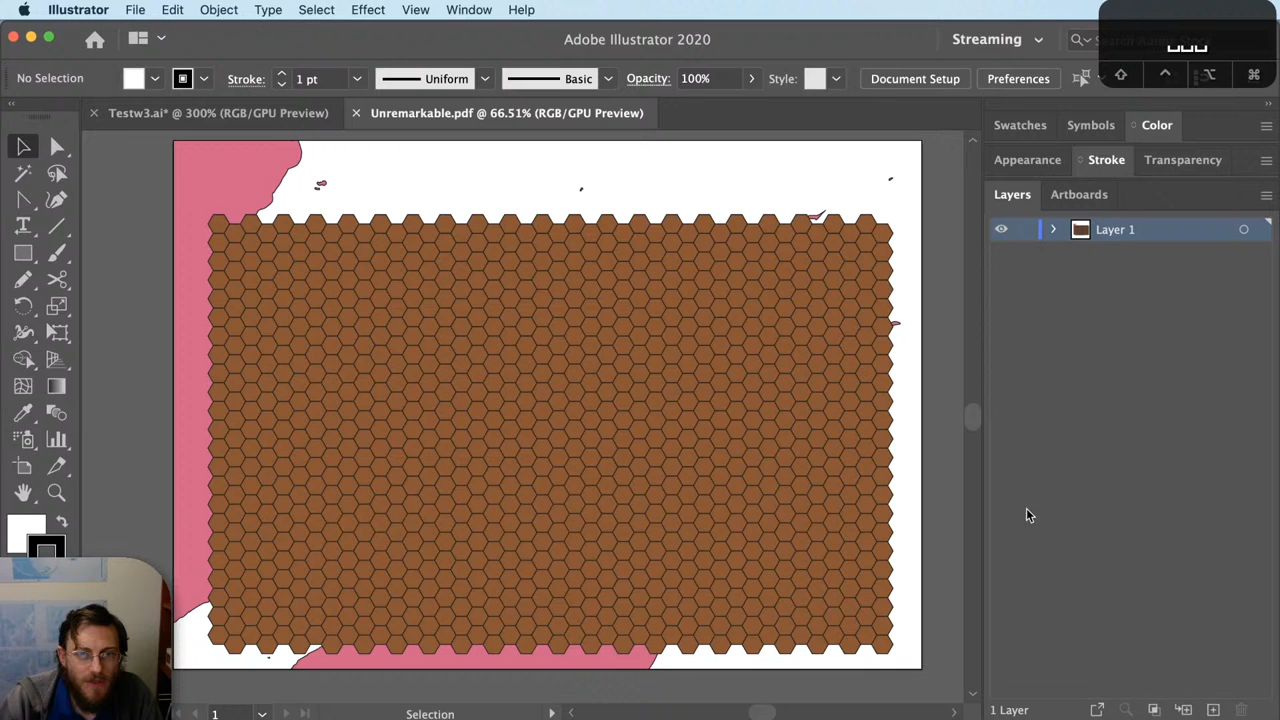 Illustrator File Edit Object Type Select Effect View Window Help
Adobe Illustrator 2020
Streaming
No Selection
Stroke:
1 pt
Uniform
Basic
Opacity:
100%
Style:
Document Setup
Preferences
Testw3.ai* @ 300% (RGB/GPU Preview)
Unremarkable.pdf @ 66.51% (RGB/GPU Preview)
Swatches
Symbols
Color
Appearance
Stroke
Transparency
Layers
Artboards
Layer 1
1
Selection
1 Layer